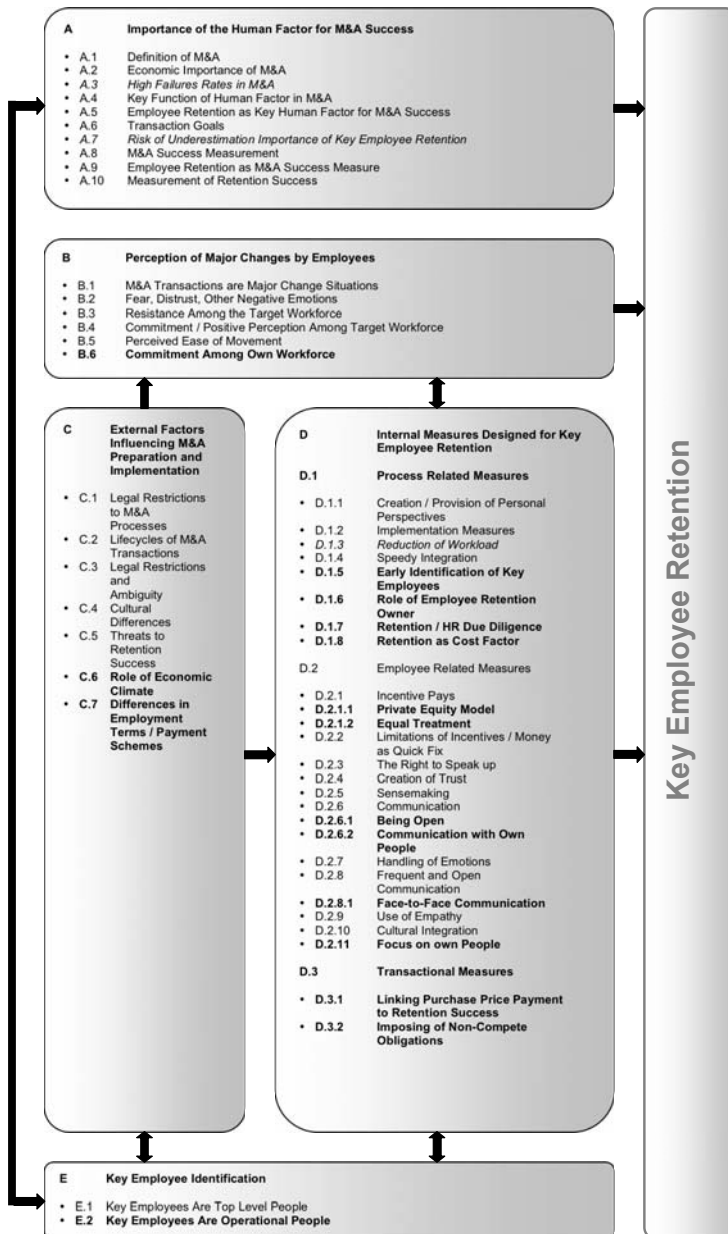 A Importance of the Human Factor for M&A Success
• A.1 Definition of M&A
• A.2 Economic Importance of M&A
• A.3 High Failures Rates in M&A
• A.4 Key Function of Human Factor in M&A
• A.5 Employee Retention as Key Human Factor for M&A Success
• A.6 Transaction Goals
• A.7 Risk of Underestimation Importance of Key Employee Retention
• A.8 M&A Success Measurement
• A.9 Employee Retention as M&A Success Measure
• A.10 Measurement of Retention Success
B Perception of Major Changes by Employees
• B.1 M&A Transactions are Major Change Situations
• B.2 Fear, Distrust, Other Negative Emotions
• B.3 Resistance Among the Target Workforce
• B.4 Commitment / Positive Perception Among Target Workforce
• B.5 Perceived Ease of Movement
• B.6 Commitment Among Own Workforce
C External Factors
Influencing M&A
Preparation and
Implementation
• C.1 Legal Restrictions
to M&A
Processes
• C.2 Lifecycles of M&A
Transactions
• C.3 Legal Restrictions
and
Ambiguity
• C.4 Cultural
Differences
• C.5 Threats to
Retention
Success
• C.6 Role of Economic
Climate
• C.7 Differences in
Employment
Terms / Payment
Schemes
D Internal Measures Designed for Key
Employee Retention
D.1 Process Related Measures
• D.1.1 Creation / Provision of Personal
Perspectives
• D.1.2 Implementation Measures
• D.1.3 Reduction of Workload
• D.1.4 Speedy Integration
• D.1.5 Early Identification of Key
Employees
• D.1.6 Role of Employee Retention
Owner
• D.1.7 Retention / HR Due Diligence
• D.1.8 Retention as Cost Factor
D.2 Employee Related Measures
• D.2.1 Incentive Pays
• D.2.1.1 Private Equity Model
• D.2.1.2 Equal Treatment
• D.2.2 Limitations of Incentives / Money
as Quick Fix
• D.2.3 The Right to Speak up
• D.2.4 Creation of Trust
• D.2.5 Sensemaking
• D.2.6 Communication
• D.2.6.1 Being Open
• D.2.6.2 Communication with Own
People
• D.2.7 Handling of Emotions
• D.2.8 Frequent and Open
Communication
• D.2.8.1 Face-to-Face Communication
• D.2.9 Use of Empathy
• D.2.10 Cultural Integration
• D.2.11 Focus on own People
D.3 Transactional Measures
• D.3.1 Linking Purchase Price Payment
to Retention Success
• D.3.2 Imposing of Non-Compete
Obligations
E Key Employee Identification
• E.1 Key Employees Are Top Level People
• E.2 Key Employees Are Operational People
Key Employee Retention